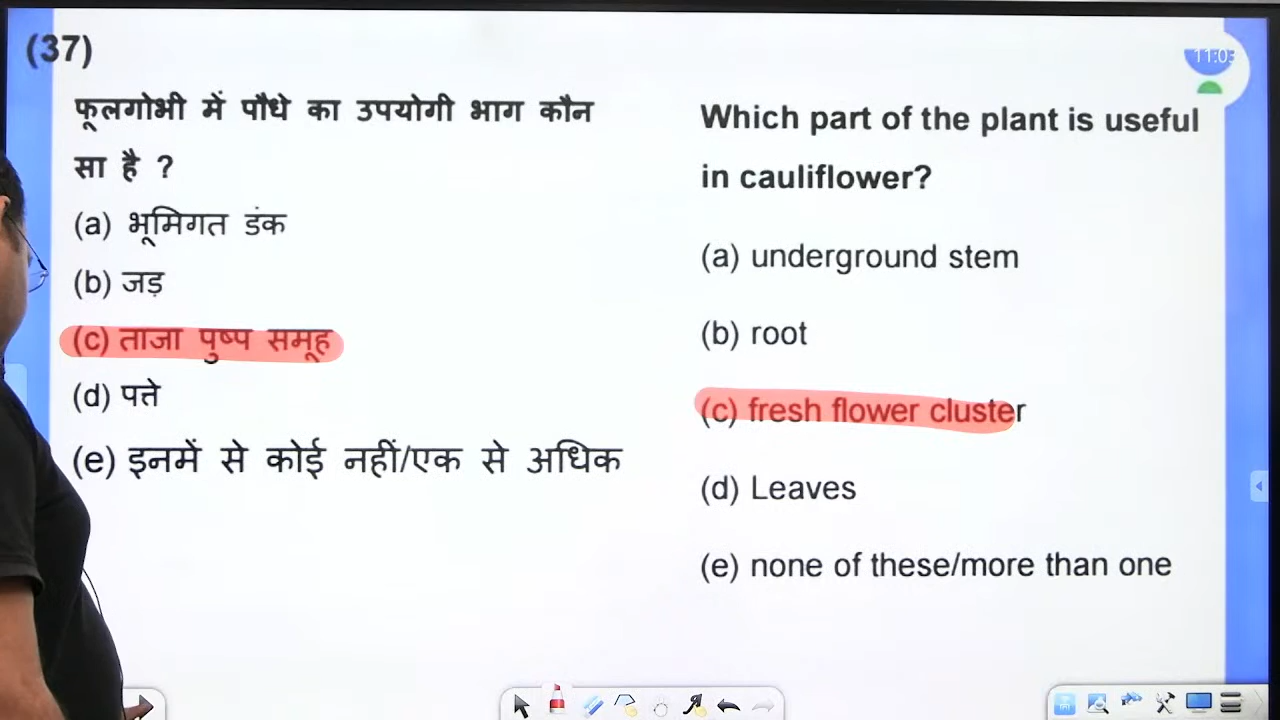 (37)
11:03
फूलगोभी में पौधे का उपयोगी भाग कौन
सा है ?
(a) भूमिगत डंक
(b) जड़
(c) ताजा पुष्प समूह
(d) पत्ते
(e) इनमें से कोई नहीं/एक से अधिक
Which part of the plant is useful
in cauliflower?
(a) underground stem
(b) root
(c) fresh flower cluster
(d) Leaves
(e) none of these/more than one